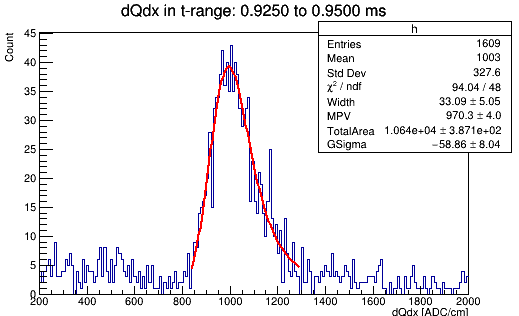 dQdx in t-range: 0.9250 to 0.9500 ms
h
Entries 1609
Mean 1003
Std Dev 327.6
χ² / ndf 94.04 / 48
Width 33.09 ± 5.05
MPV 970.3 ± 4.0
TotalArea 1.064e+04 ± 3.871e+02
GSigma −58.86 ± 8.04
Count
45
40
35
30
25
20
15
10
5
0
200 400 600 800 1000 1200 1400 1600 1800 2000
dQdx [ADC/cm]